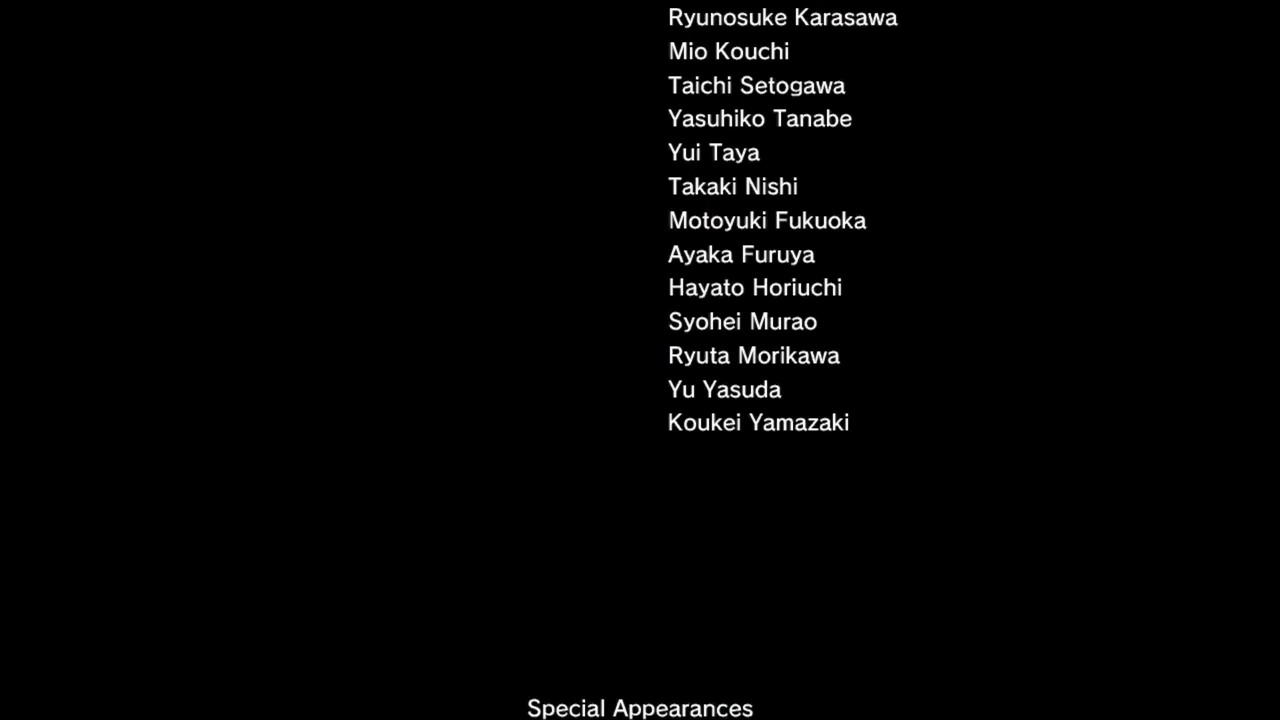 Ryunosuke Karasawa
Mio Kouchi
Taichi Setogawa
Yasuhiko Tanabe
Yui Taya
Takaki Nishi
Motoyuki Fukuoka
Ayaka Furuya
Hayato Horiuchi
Syohei Murao
Ryuta Morikawa
Yu Yasuda
Koukei Yamazaki
Special Appearances